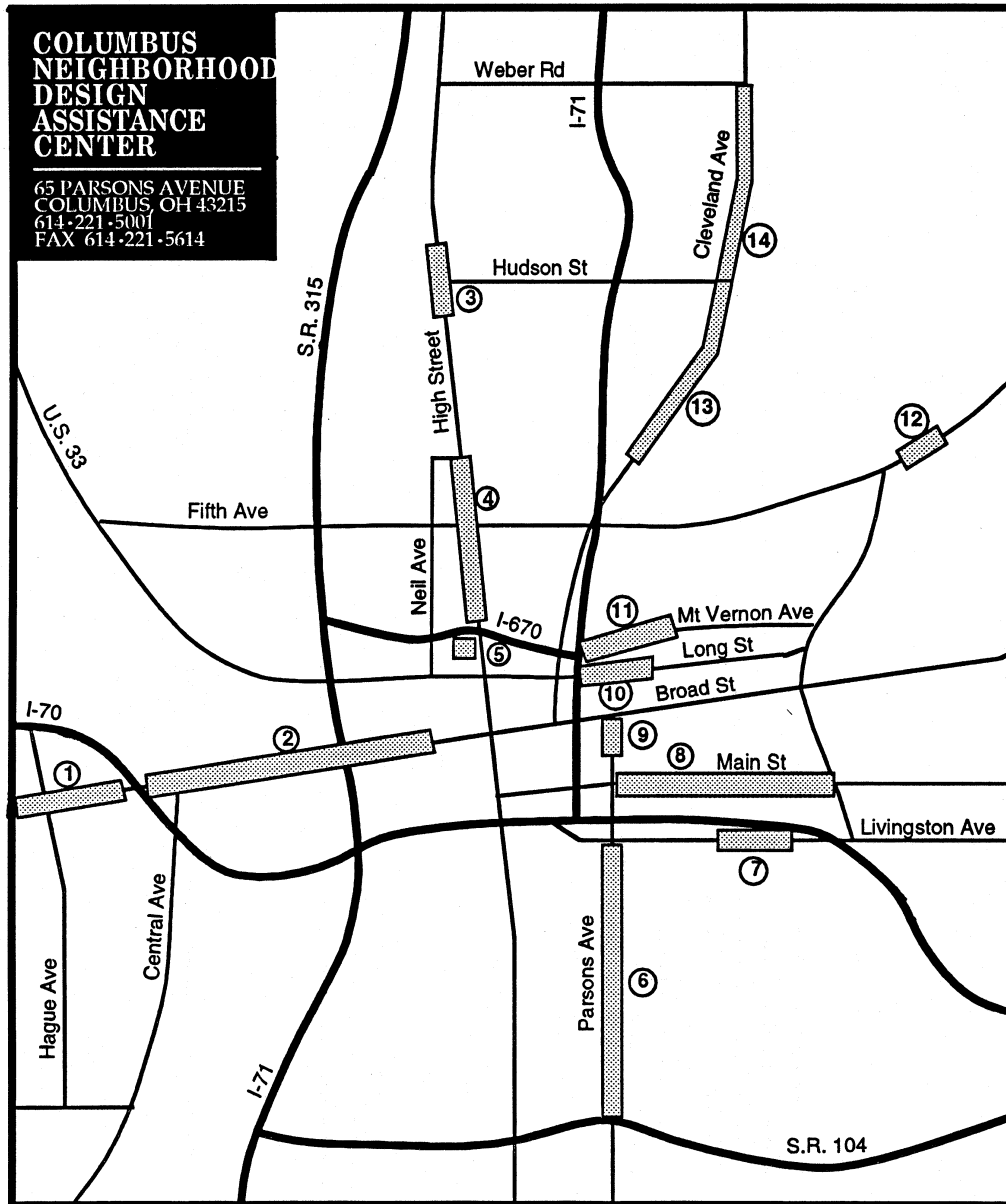 COLUMBUS
NEIGHBORHOOD
DESIGN
ASSISTANCE
CENTER
65 PARSONS AVENUE
COLUMBUS, OH 43215
614·221·5001
FAX 614·221·5614
Weber Rd
I-71
Cleveland Ave
14
Hudson St
3
S.R. 315
High Street
13
12
U.S. 33
4
Fifth Ave
Neil Ave
11
Mt Vernon Ave
I-670
5
Long St
10
Broad St
I-70
2
9
8
Main St
1
Livingston Ave
7
Central Ave
Parsons Ave
6
Hague Ave
I-71
S.R. 104